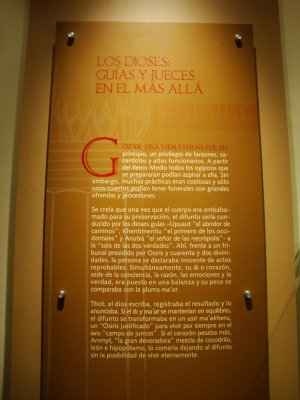 LOS DIOSES:
GUÍAS Y JUECES
EN EL MÁS ALLÁ
GOZAR UNA VIDA ETERNA FUE, EN
principio, un privilegio de faraones, sa-
cerdotes y altos funcionarios. A partir
del Reino Medio todos los egipcios que
se prepararan podían aspirar a ella. Sin
embargo, muchas prácticas eran costosas y sólo
unos cuantos podían tener funerales con grandes
ofrendas y procesiones.
Se creía que una vez que el cuerpo era embalsa-
mado para su preservación, el difunto sería con-
ducido por los dioses guías –Upuaut "el abridor de
caminos"; Khentimentiu "el primero de los occi-
dentales" y Anubis "el señor de las necrópolis"– a
la "sala de las dos verdades". Ahí, frente a un tri-
bunal presidido por Osiris y cuarenta y dos divini-
dades, la persona se declaraba inocente de actos
reprobables. Simultáneamente, su ib o corazón,
sede de la conciencia, la razón, las emociones y la
verdad, era puesto en una balanza y su peso se
comparaba con la pluma ma'at.
Thot, el dios escriba, registraba el resultado y lo
anunciaba. Si el ib y ma'at se mantenían en equilibrio,
el difunto se transformaba en un usir ma'akheru,
un "Osiris justificado" para vivir por siempre en el
iaru "campo de juncos". Si el corazón pesaba más,
Ammyt, "la gran devoradora" mezcla de cocodrilo,
león e hipopótamo, lo comería dejando al difunto
sin la posibilidad de vivir eternamente.